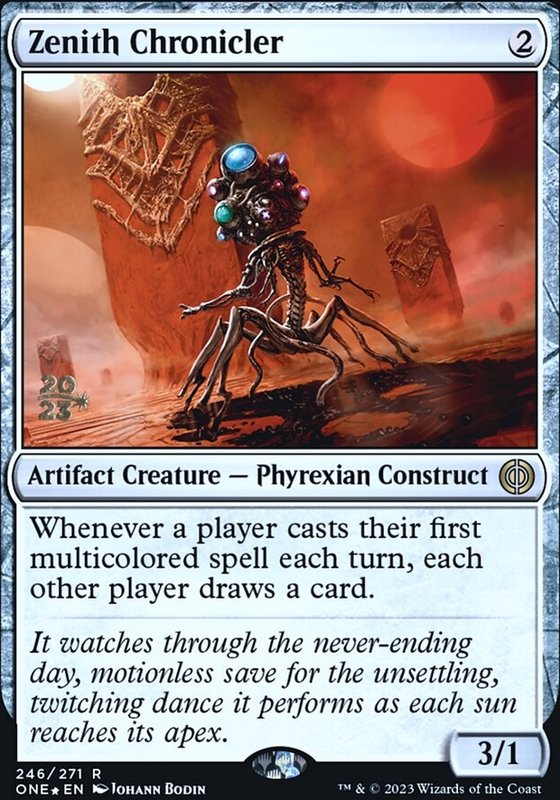 Zenith Chronicler
2
20
23
Artifact Creature — Phyrexian Construct
Whenever a player casts their first
multicolored spell each turn, each
other player draws a card.
It watches through the never-ending
day, motionless save for the unsettling,
twitching dance it performs as each sun
reaches its apex.
3/1
246/271 R
ONE★EN Johann Bodin
™ & © 2023 Wizards of the Coast